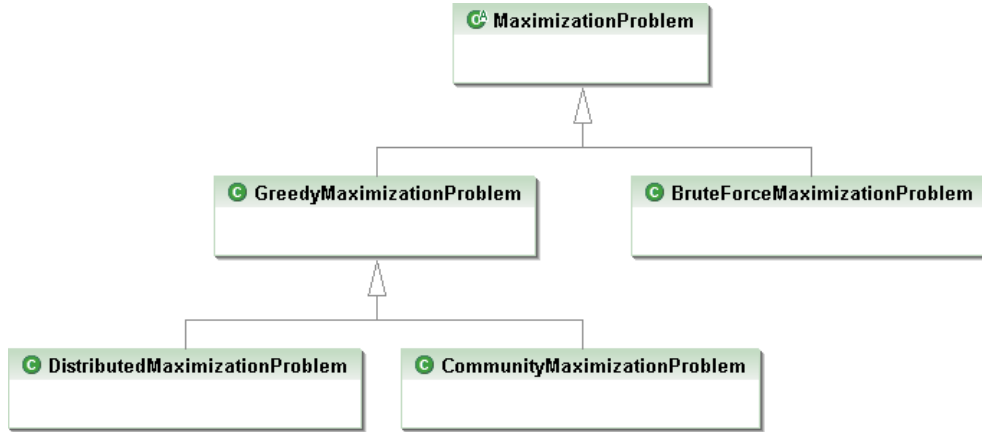 MaximizationProblem
GreedyMaximizationProblem
BruteForceMaximizationProblem
DistributedMaximizationProblem
CommunityMaximizationProblem